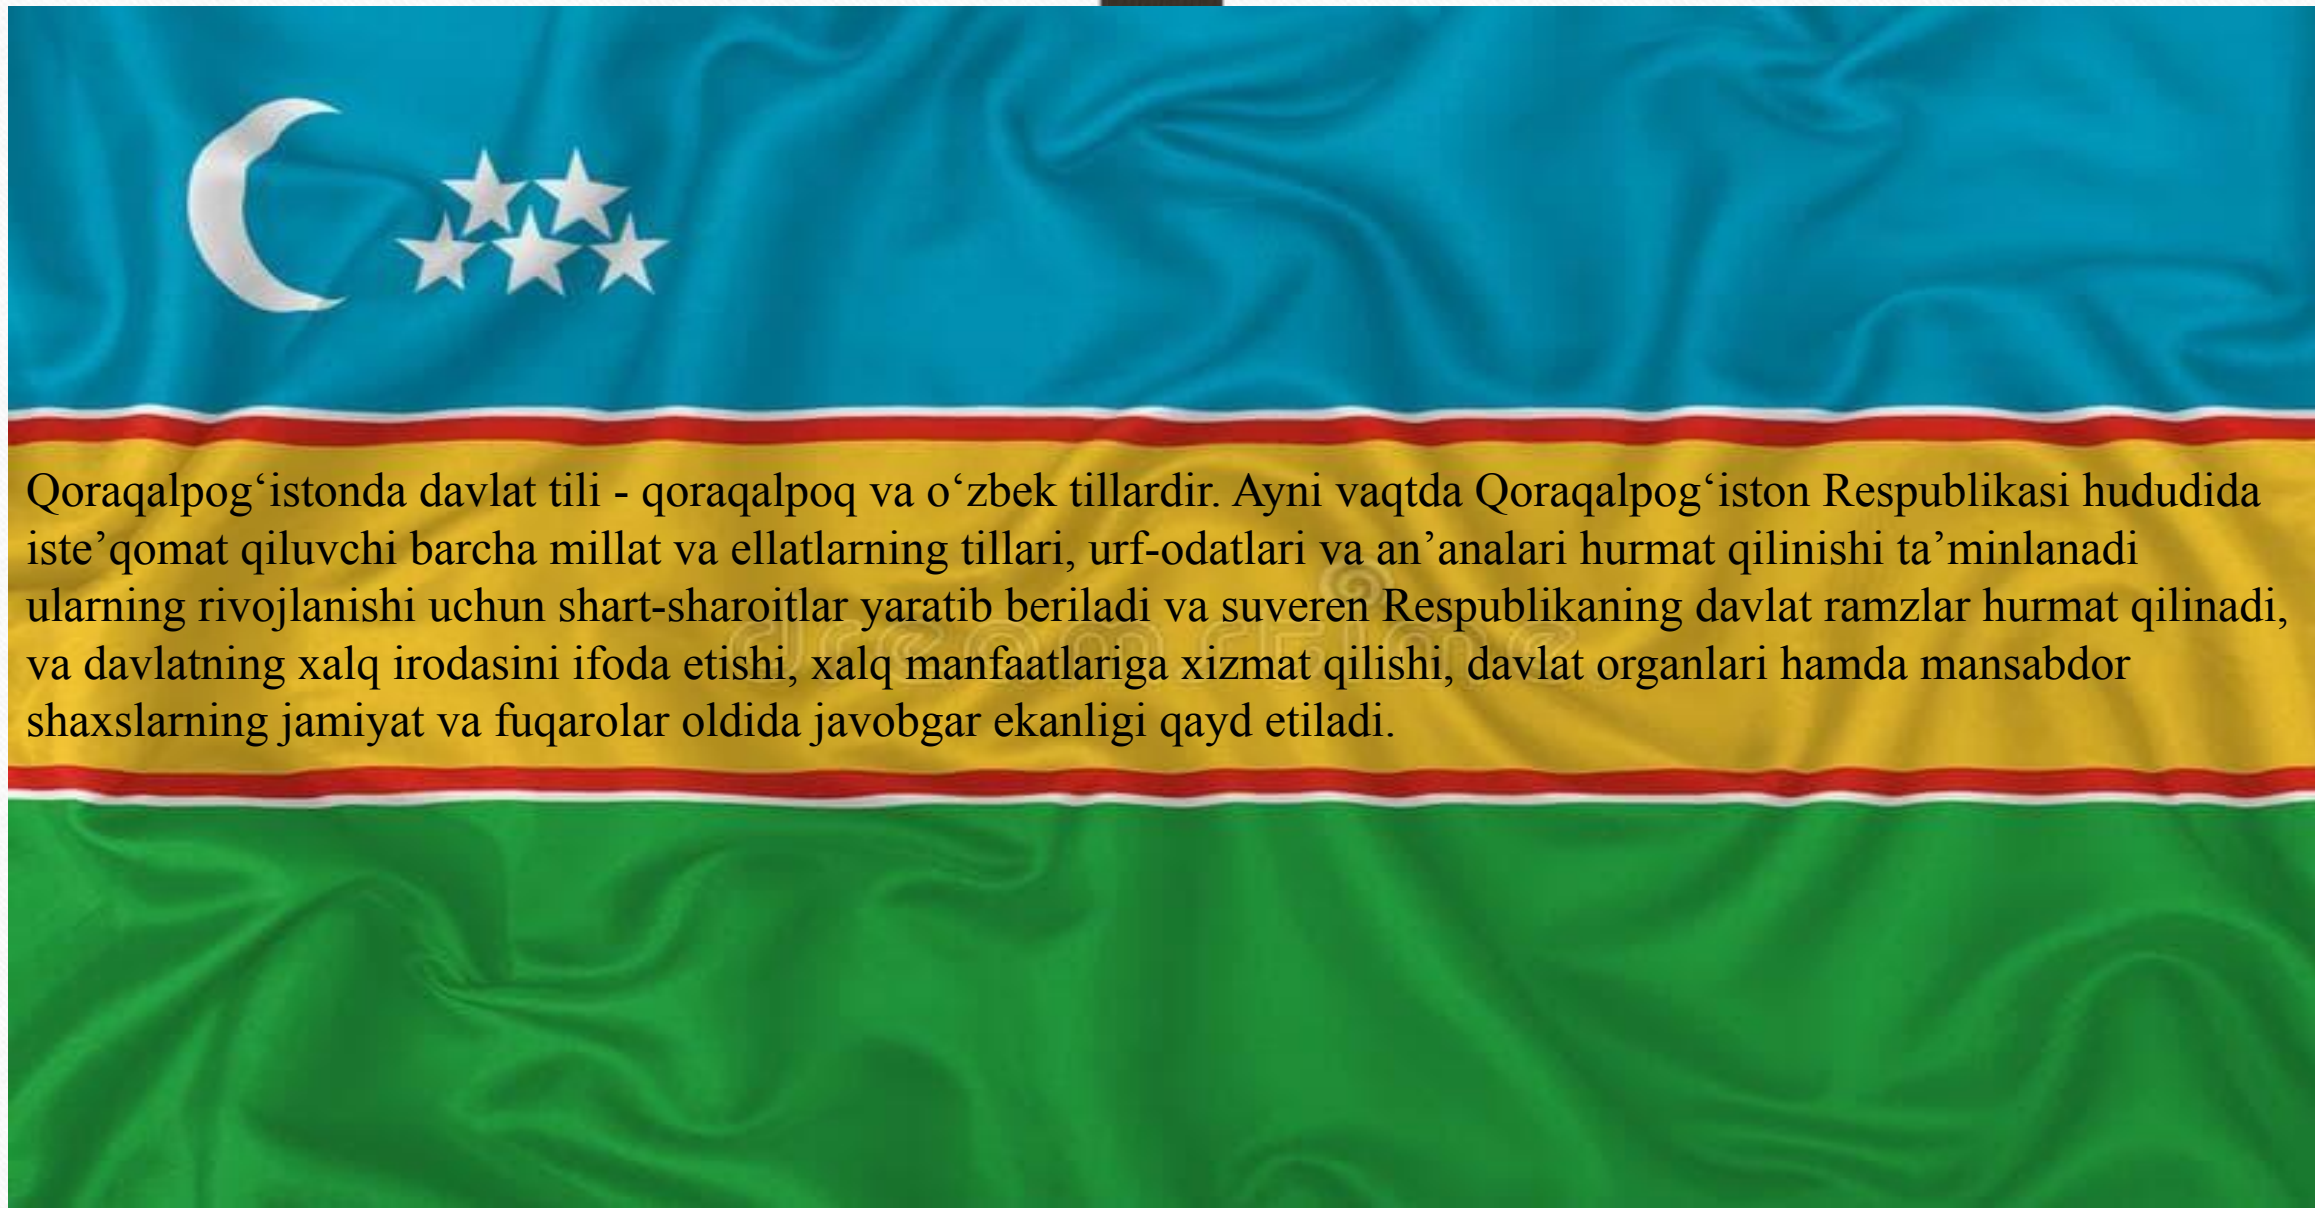 Qoraqalpog‘istonda davlat tili - qoraqalpoq va o‘zbek tillardir. Ayni vaqtda Qoraqalpog‘iston Respublikasi hududida
iste’qomat qiluvchi barcha millat va ellatlarning tillari, urf-odatlari va an’analari hurmat qilinishi ta’minlanadi
ularning rivojlanishi uchun shart-sharoitlar yaratib beriladi va suveren Respublikaning davlat ramzlar hurmat qilinadi,
va davlatning xalq irodasini ifoda etishi, xalq manfaatlariga xizmat qilishi, davlat organlari hamda mansabdor
shaxslarning jamiyat va fuqarolar oldida javobgar ekanligi qayd etiladi.
dreamstime